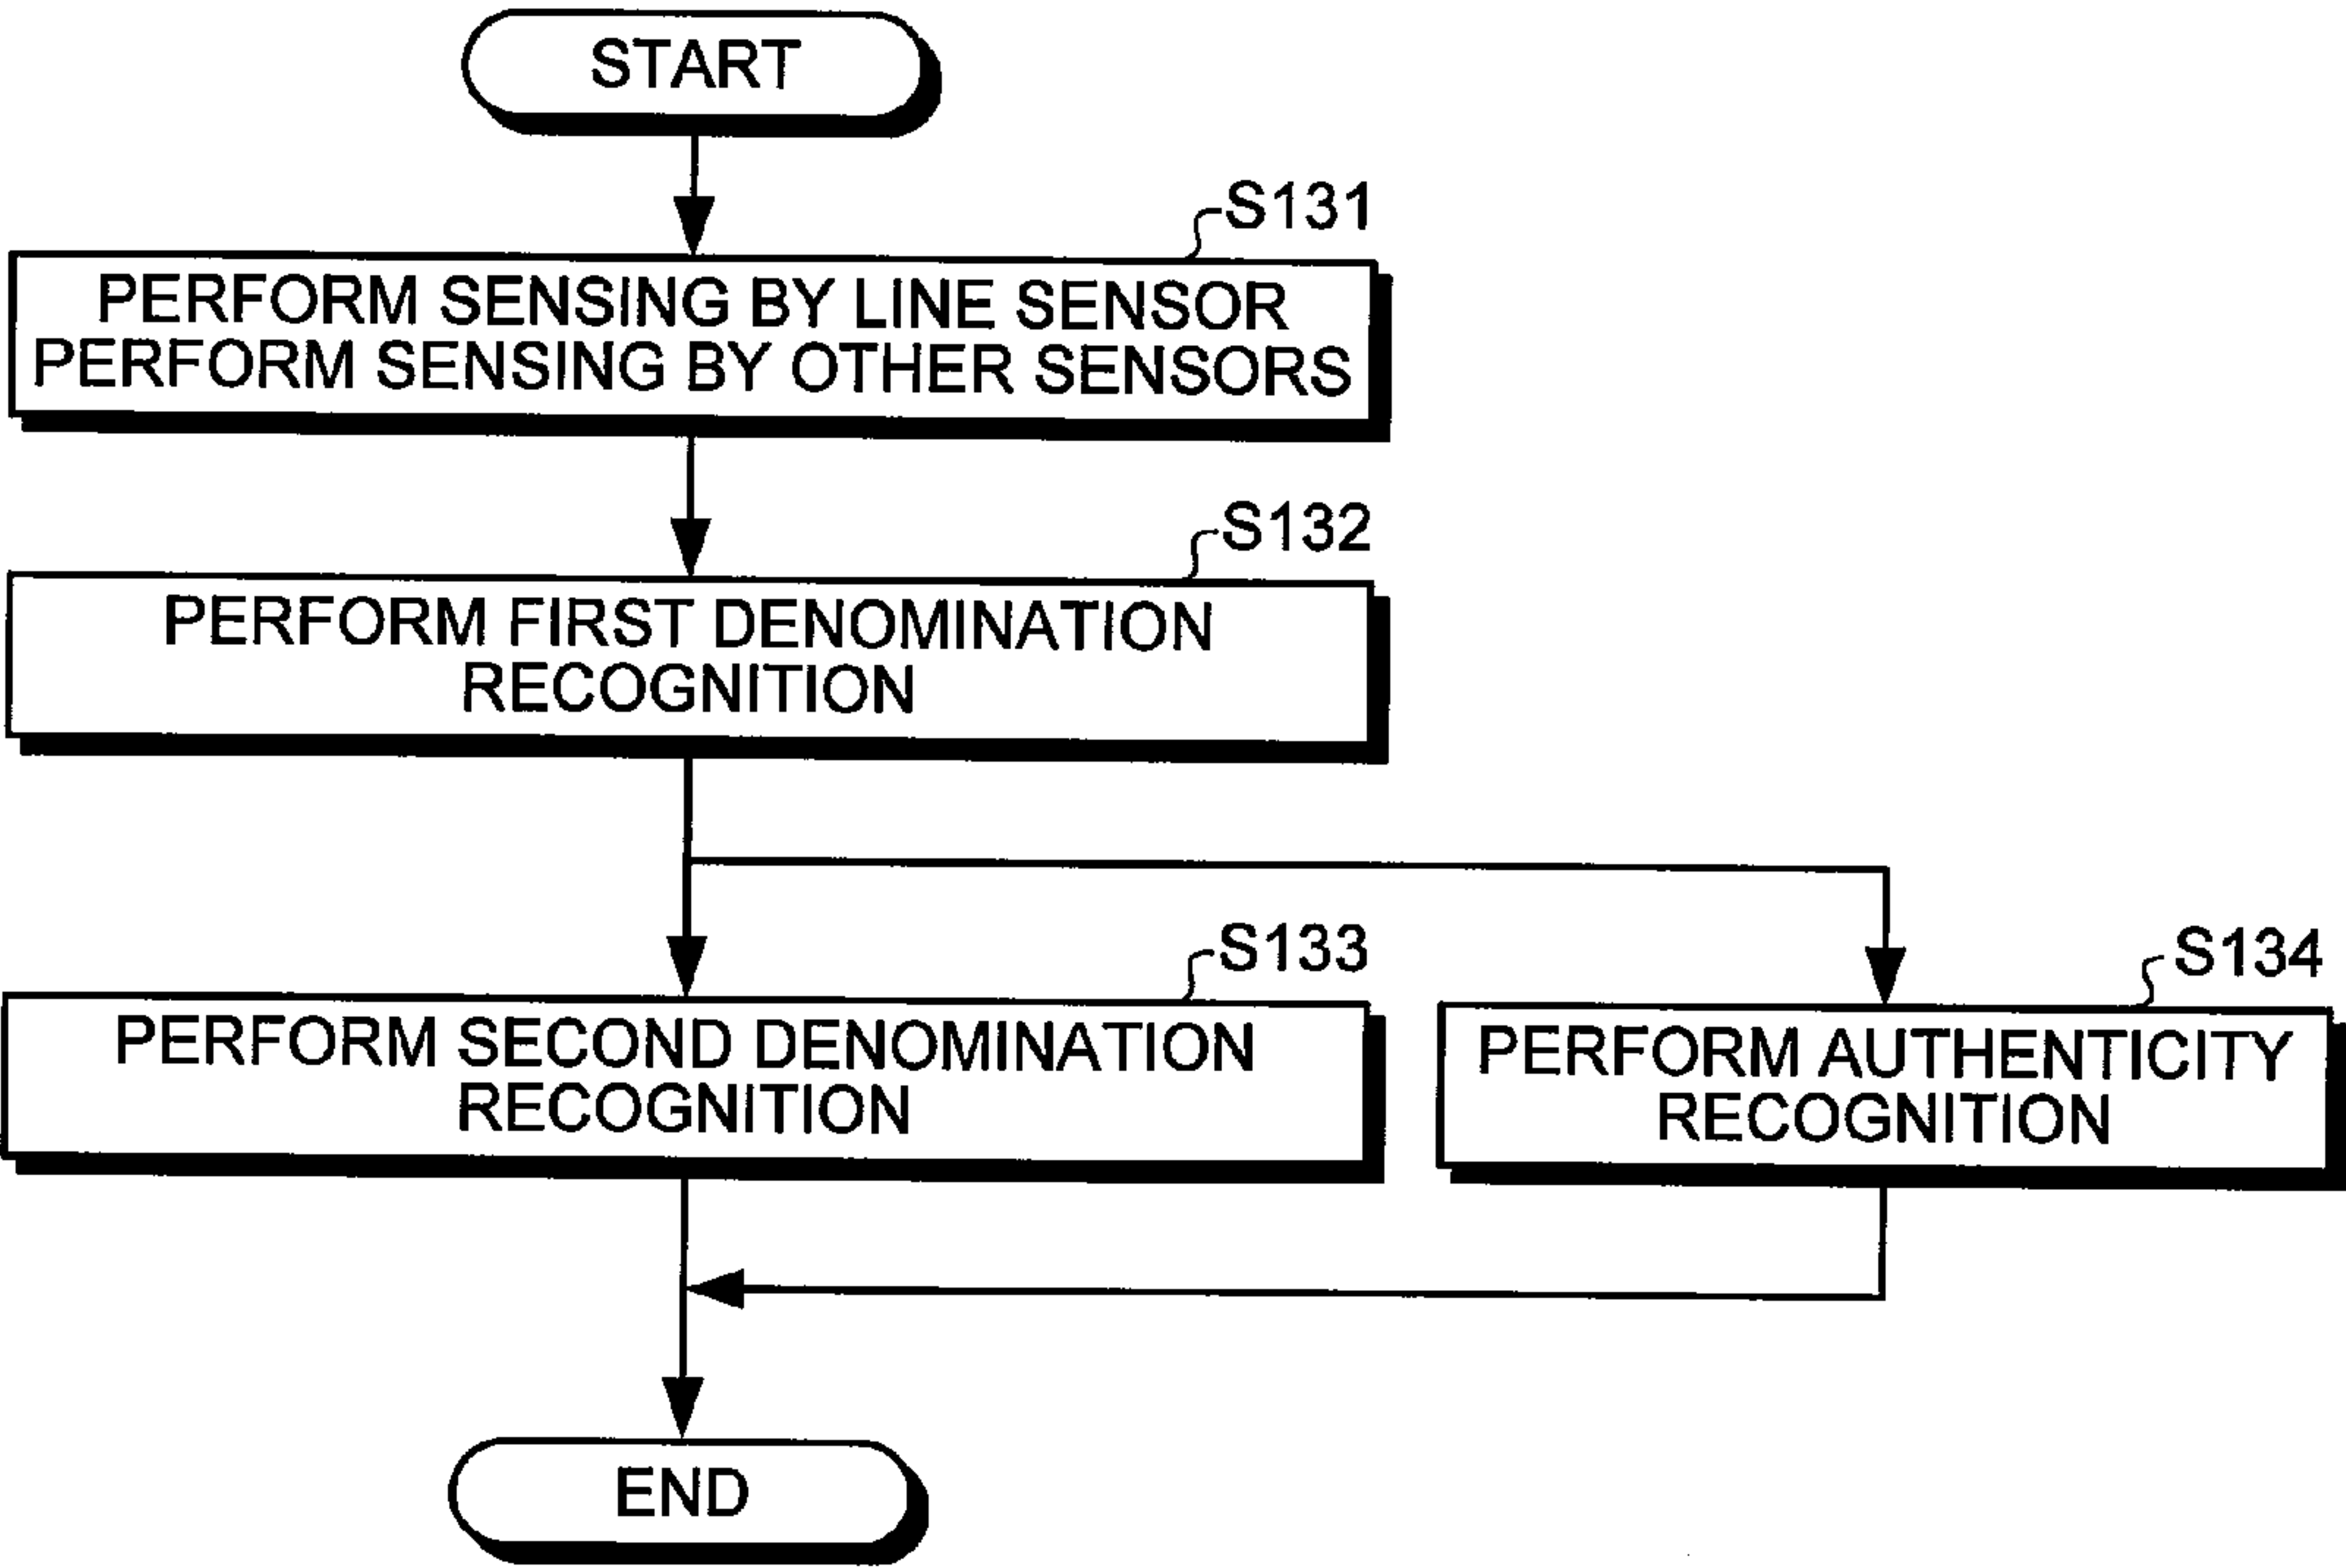 START
S131
PERFORM SENSING BY LINE SENSOR
PERFORM SENSING BY OTHER SENSORS
S132
PERFORM FIRST DENOMINATION
RECOGNITION
S133
PERFORM SECOND DENOMINATION
RECOGNITION
S134
PERFORM AUTHENTICITY
RECOGNITION
END